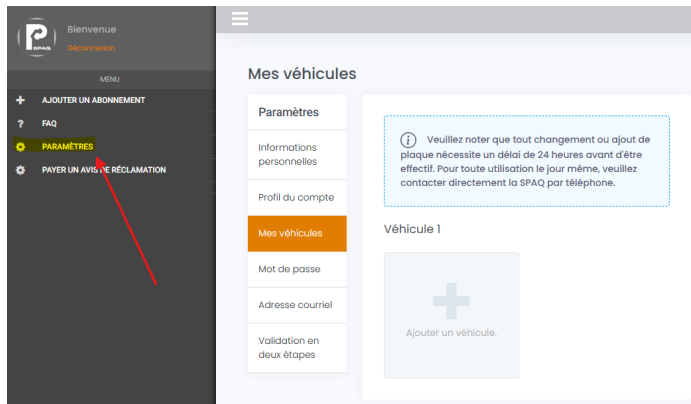 Bienvenue
SPAQ
Déconnexion
MENU
AJOUTER UN ABONNEMENT
FAQ
PARAMÈTRES
PAYER UN AVIS DE RÉCLAMATION
Mes véhicules
Paramètres
Informations
personnelles
Profil du compte
Mes véhicules
Mot de passe
Adresse courriel
Validation en
deux étapes
Veuillez noter que tout changement ou ajout de
plaque nécessite un délai de 24 heures avant d'être
effectif. Pour toute utilisation le jour même, veuillez
contacter directement la SPAQ par téléphone.
Véhicule 1
Ajouter un véhicule.